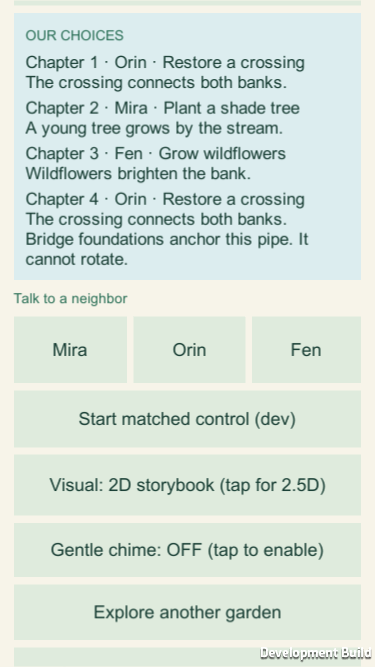 OUR CHOICES
Chapter 1 · Orin · Restore a crossing
The crossing connects both banks.
Chapter 2 · Mira · Plant a shade tree
A young tree grows by the stream.
Chapter 3 · Fen · Grow wildflowers
Wildflowers brighten the bank.
Chapter 4 · Orin · Restore a crossing
The crossing connects both banks.
Bridge foundations anchor this pipe. It
cannot rotate.
Talk to a neighbor
Mira
Orin
Fen
Start matched control (dev)
Visual: 2D storybook (tap for 2.5D)
Gentle chime: OFF (tap to enable)
Explore another garden
Development Build